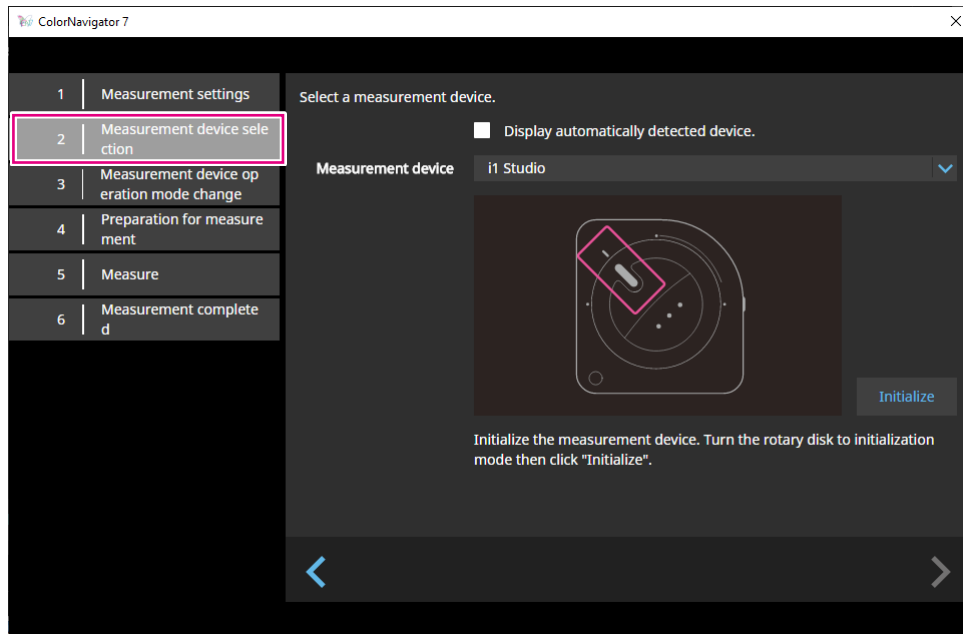 ColorNavigator 7
1 Measurement settings
2 Measurement device sele
ction
3 Measurement device op
eration mode change
4 Preparation for measure
ment
5 Measure
6 Measurement complete
d
Select a measurement device.
Display automatically detected device.
Measurement device i1 Studio
Initialize
Initialize the measurement device. Turn the rotary disk to initialization
mode then click "Initialize".